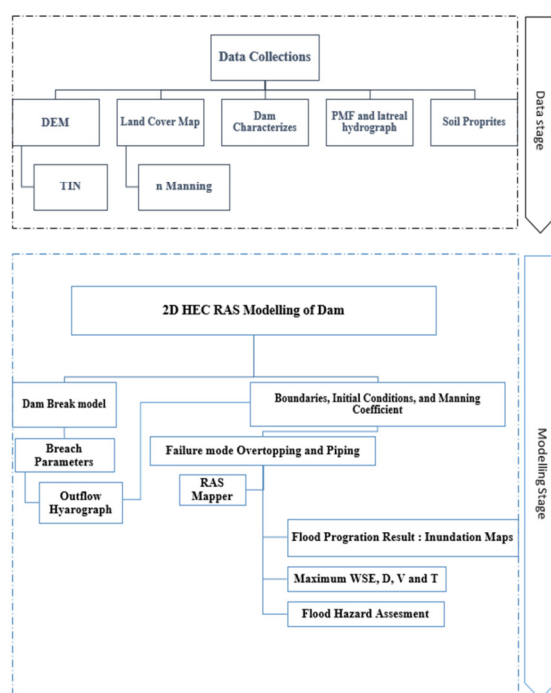 Data Collections
DEM
Land Cover Map
Dam
Characterizes
PMF and latreal
hydrograph
Soil Proprites
TIN
n Manning
Data stage
2D HEC RAS Modelling of Dam
Dam Break model
Boundaries, Initial Conditions, and Manning
Coefficient
Breach
Parameters
Failure mode Overtopping and Piping
Outflow
Hyarograph
RAS
Mapper
Flood Progration Result : Inundation Maps
Maximum WSE, D, V and T
Flood Hazard Assesment
Modelling Stage